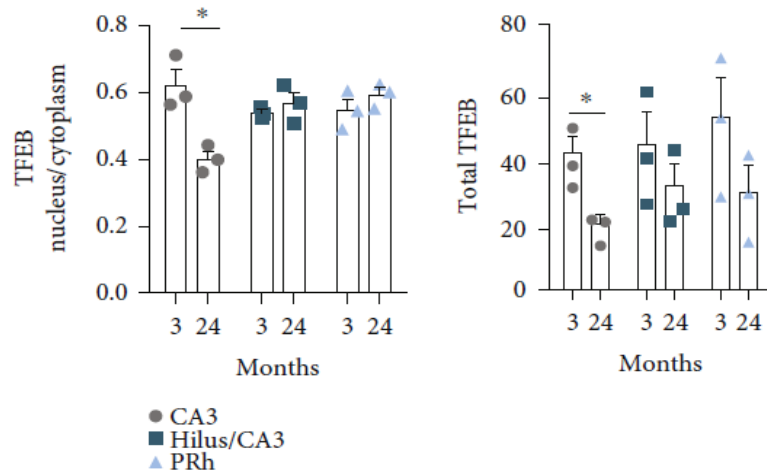 TFEB
nucleus/cytoplasm
0.8
0.6
0.4
0.2
0.0
*
3 24 3 24 3 24
Months
Total TFEB
80
60
40
20
0
*
3 24 3 24 3 24
Months
CA3
Hilus/CA3
PRh